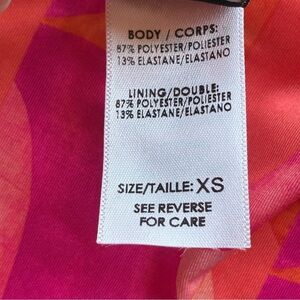 BODY / CORPS:
87% POLYESTER/POLIESTER
13% ELASTANE/ELASTANO
LINING/DOUBLE:
87% POLYESTER/POLIESTER
13% ELASTANE/ELASTANO
SIZE/TAILLE: XS
SEE REVERSE
FOR CARE